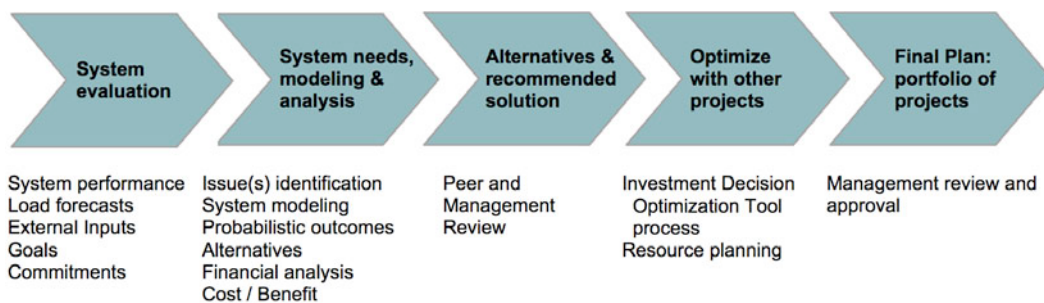 System
evaluation
System needs,
modeling &
analysis
Alternatives &
recommended
solution
Optimize
with other
projects
Final Plan:
portfolio of
projects
System performance
Load forecasts
External Inputs
Goals
Commitments
Issue(s) identification
System modeling
Probabilistic outcomes
Alternatives
Financial analysis
Cost / Benefit
Peer and
Management
Review
Investment Decision
Optimization Tool
process
Resource planning
Management review and
approval